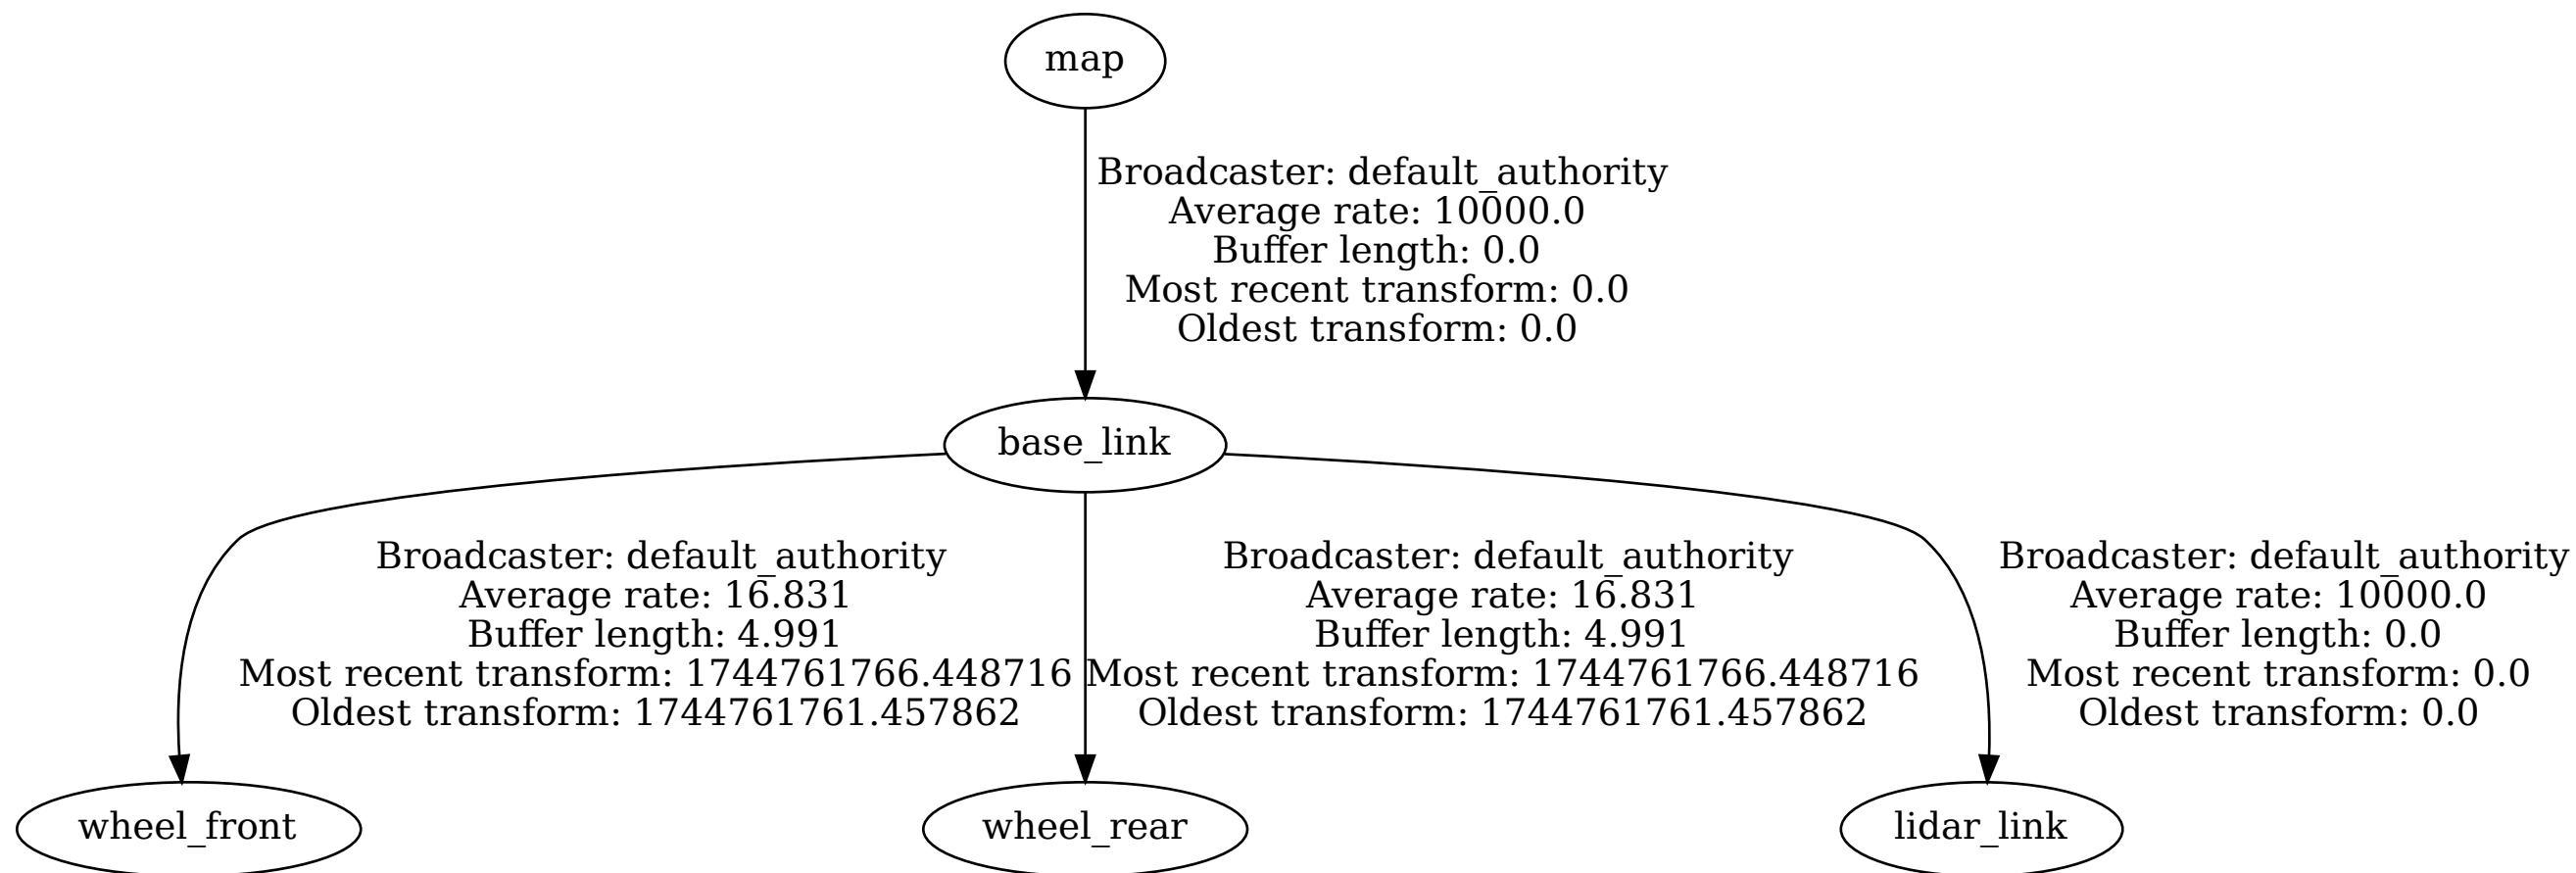 map
Broadcaster: default_authority
Average rate: 10000.0
Buffer length: 0.0
Most recent transform: 0.0
Oldest transform: 0.0
base_link
Broadcaster: default_authority
Average rate: 16.831
Buffer length: 4.991
Most recent transform: 1744761766.448716
Oldest transform: 1744761761.457862
Broadcaster: default_authority
Average rate: 16.831
Buffer length: 4.991
Most recent transform: 1744761766.448716
Oldest transform: 1744761761.457862
Broadcaster: default_authority
Average rate: 10000.0
Buffer length: 0.0
Most recent transform: 0.0
Oldest transform: 0.0
wheel_front
wheel_rear
lidar_link